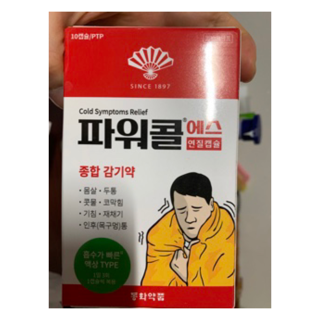 10캡슐/PTP
SINCE 1897
Cold Symptoms Relief
파워콜® 에스
연질캡슐
종합 감기약
• 몸살 • 두통
• 콧물 • 코막힘
• 기침 • 재채기
• 인후(목구멍)통
흡수가 빠른
액상 TYPE
동화약품